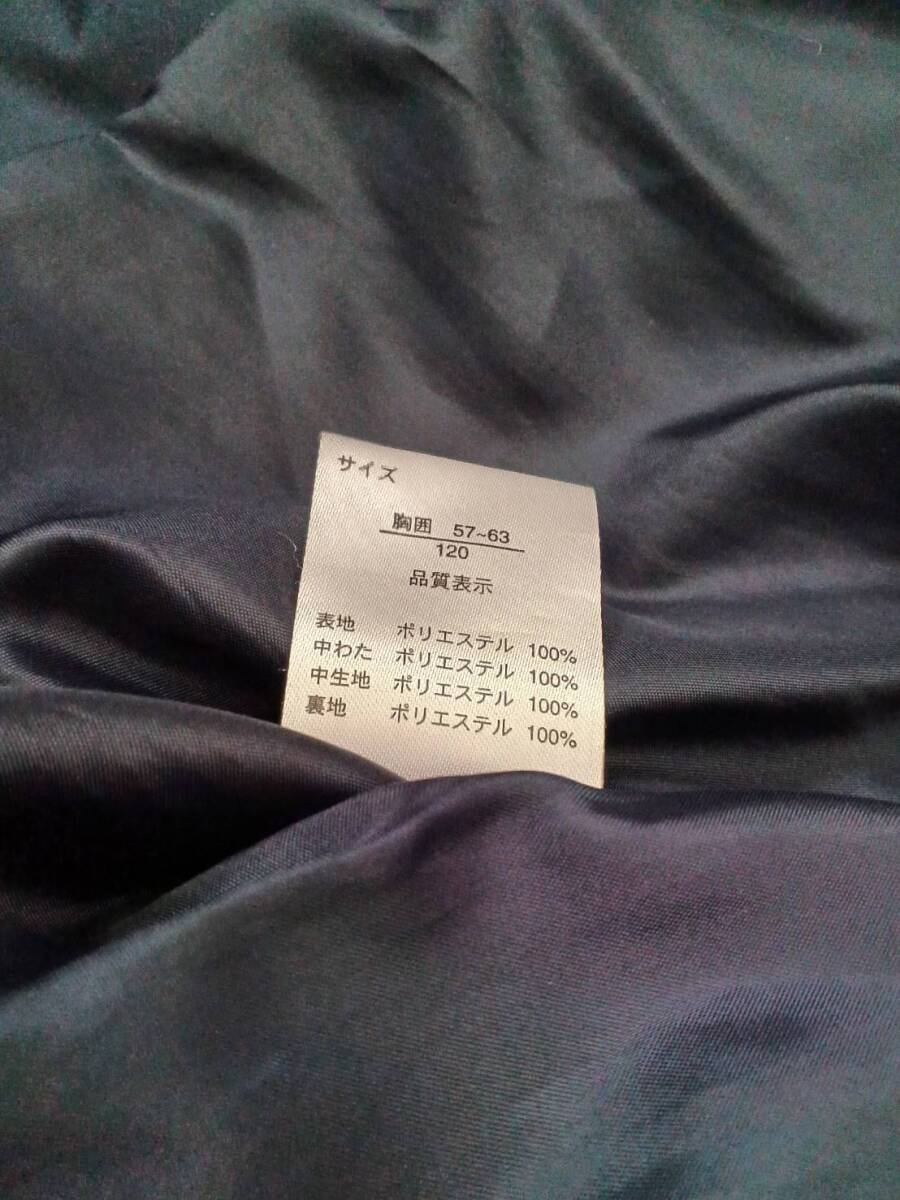 サイズ
胸囲 57~63
120
品質表示
表地 ポリエステル 100%
中わた ポリエステル 100%
中生地 ポリエステル 100%
裏地 ポリエステル 100%